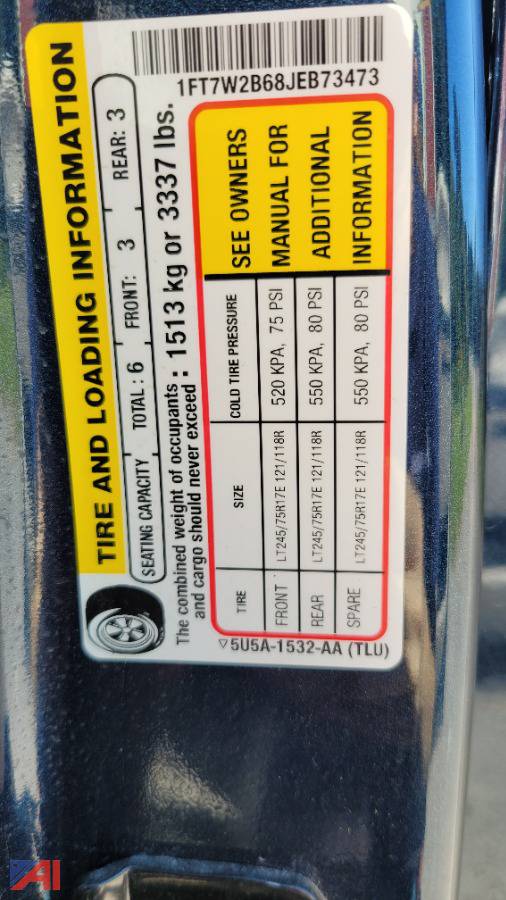 TIRE AND LOADING INFORMATION
1FT7W2B68JEB73473
SEATING CAPACITY TOTAL: 6 FRONT: 3 REAR: 3
The combined weight of occupants
and cargo should never exceed : 1513 kg or 3337 lbs.
TIRE SIZE COLD TIRE PRESSURE
FRONT LT245/75R17E 121/118R 520 KPA, 75 PSI
REAR LT245/75R17E 121/118R 550 KPA, 80 PSI
SPARE LT245/75R17E 121/118R 550 KPA, 80 PSI
SEE OWNERS
MANUAL FOR
ADDITIONAL
INFORMATION
▽5U5A-1532-AA (TLU)
AI